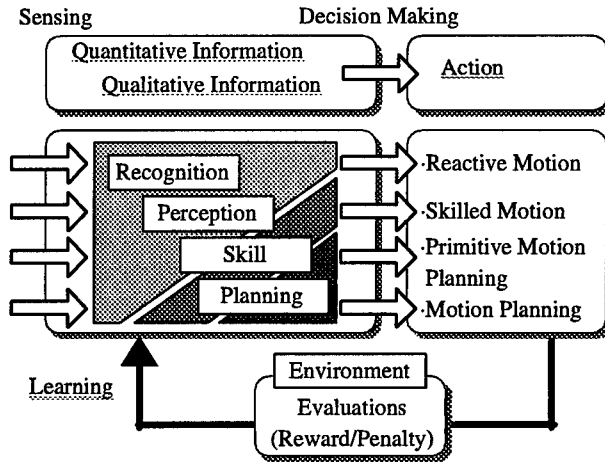 Sensing
Decision Making
Quantitative Information
Qualitative Information
Action
Recognition
Perception
Skill
Planning
·Reactive Motion
·Skilled Motion
·Primitive Motion
Planning
·Motion Planning
Learning
Environment
Evaluations
(Reward/Penalty)